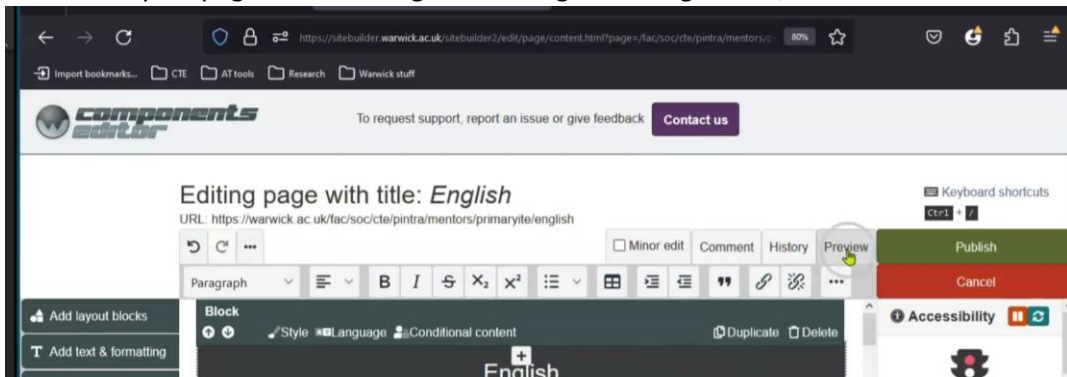 https://sitebuilder.warwick.ac.uk/sitebuilder2/edit/page/content.html?page=/fac/soc/cte/pintra/mentors/p 80%
Import bookmarks... CTE AT tools Research Warwick stuff
components editor
To request support, report an issue or give feedback Contact us
Editing page with title: English
URL: https://warwick.ac.uk/fac/soc/cte/pintra/mentors/primaryite/english
Keyboard shortcuts
Ctrl + /
Minor edit Comment History Preview Publish
Paragraph B I S X₂ X² Cancel
Add layout blocks
Add text & formatting
Block
Style Language Conditional content Duplicate Delete
English
Accessibility